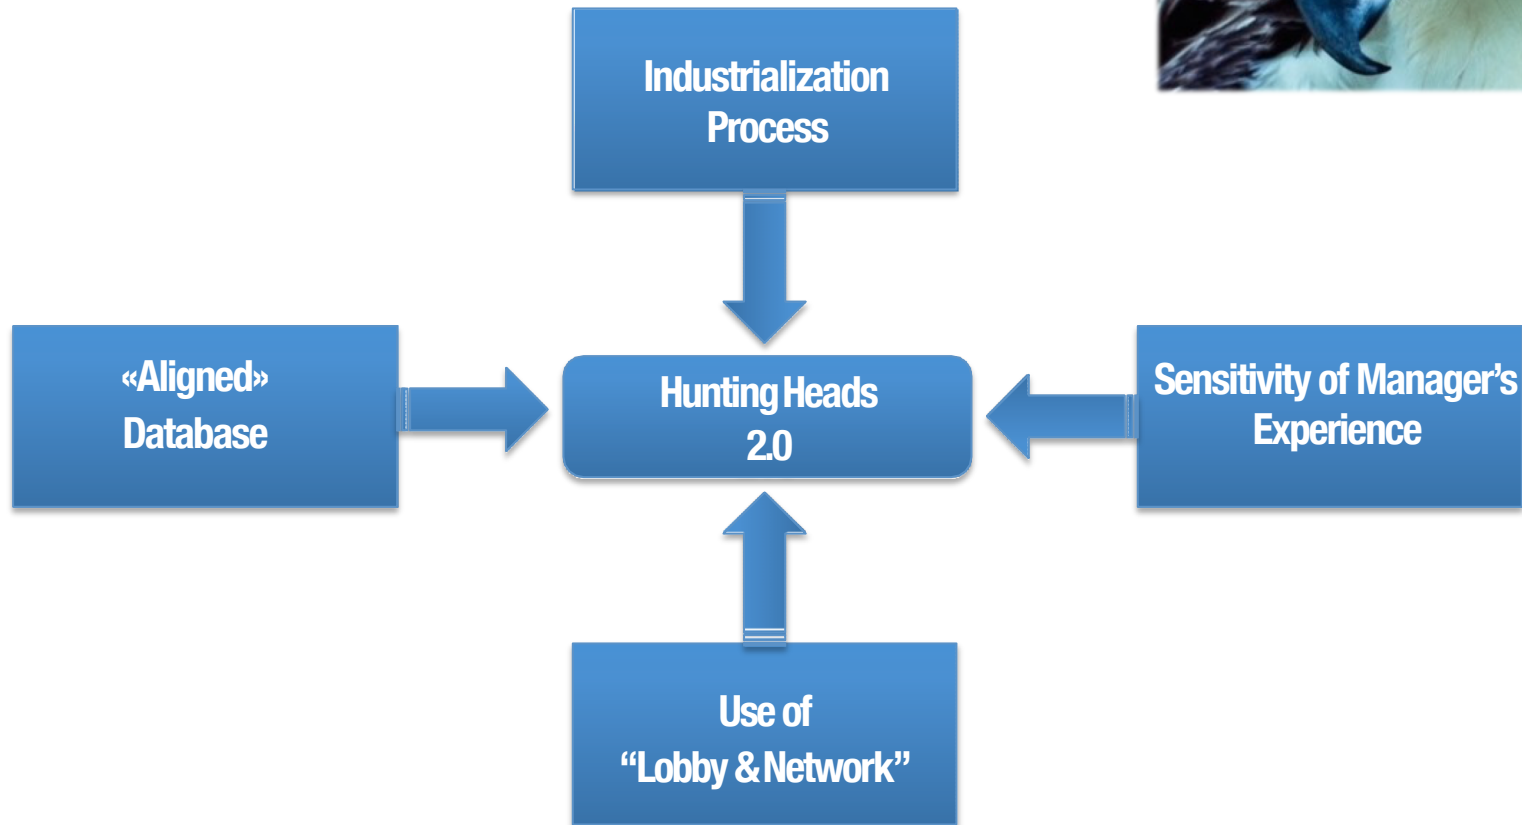 Industrialization
Process
«Aligned»
Database
Hunting Heads
2.0
Sensitivity of Manager’s
Experience
Use of
“Lobby & Network”